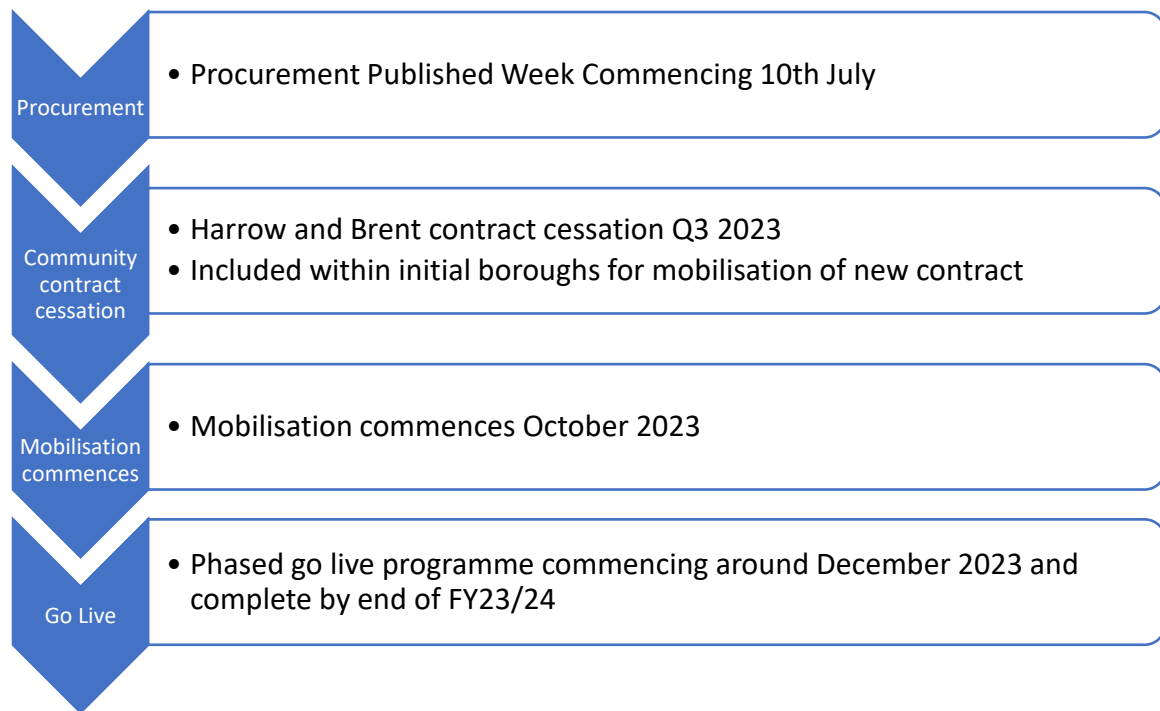 Procurement
• Procurement Published Week Commencing 10th July
Community
contract
cessation
• Harrow and Brent contract cessation Q3 2023
• Included within initial boroughs for mobilisation of new contract
Mobilisation
commences
• Mobilisation commences October 2023
Go Live
• Phased go live programme commencing around December 2023 and
complete by end of FY23/24